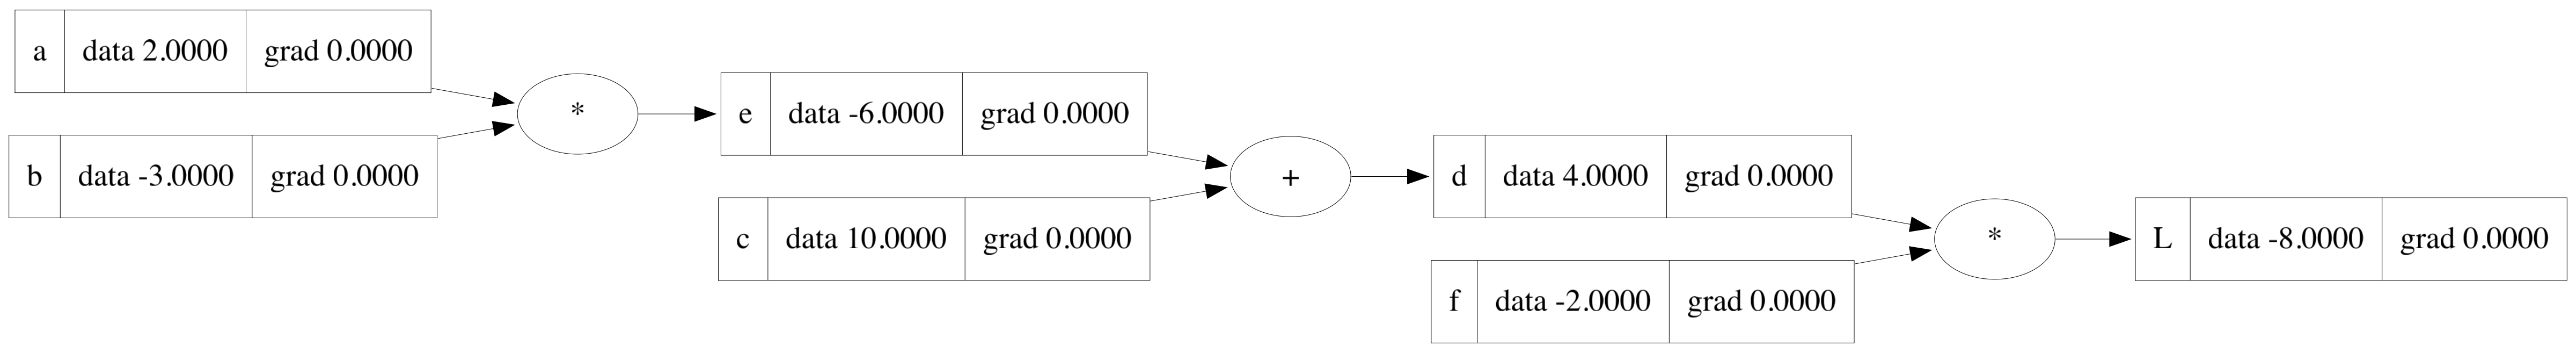 a data 2.0000 grad 0.0000
b data -3.0000 grad 0.0000
*
e data -6.0000 grad 0.0000
c data 10.0000 grad 0.0000
+
d data 4.0000 grad 0.0000
f data -2.0000 grad 0.0000
*
L data -8.0000 grad 0.0000